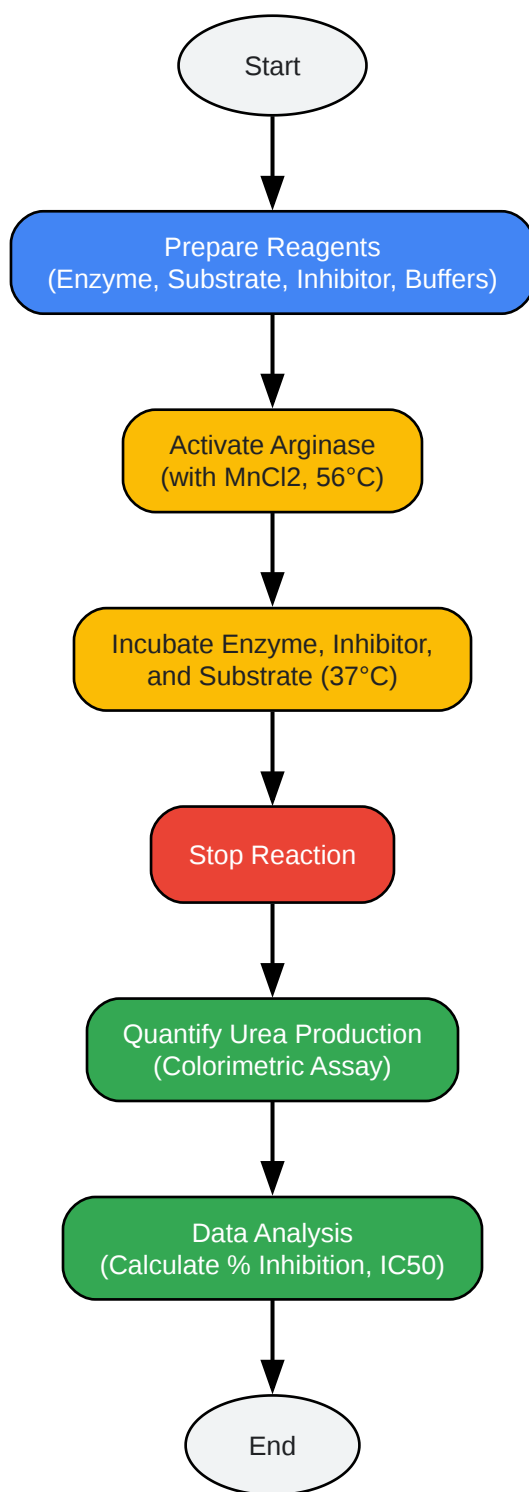 Start
Prepare Reagents
(Enzyme, Substrate, Inhibitor, Buffers)
Activate Arginase
(with MnCl2, 56°C)
Incubate Enzyme, Inhibitor,
and Substrate (37°C)
Stop Reaction
Quantify Urea Production
(Colorimetric Assay)
Data Analysis
(Calculate % Inhibition, IC50)
End